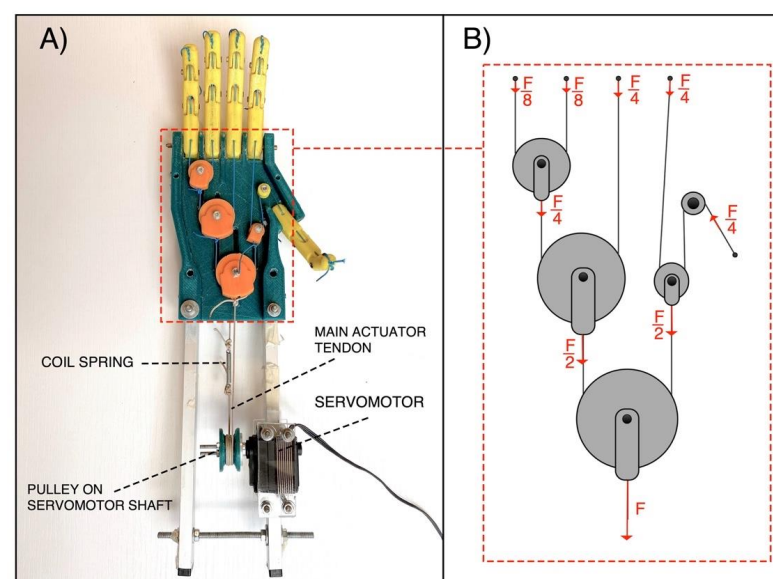 A)
COIL SPRING
MAIN ACTUATOR
TENDON
SERVOMOTOR
PULLEY ON
SERVOMOTOR SHAFT
B)
F/8
F/8
F/4
F/4
F/4
F/4
F/2
F/2
F